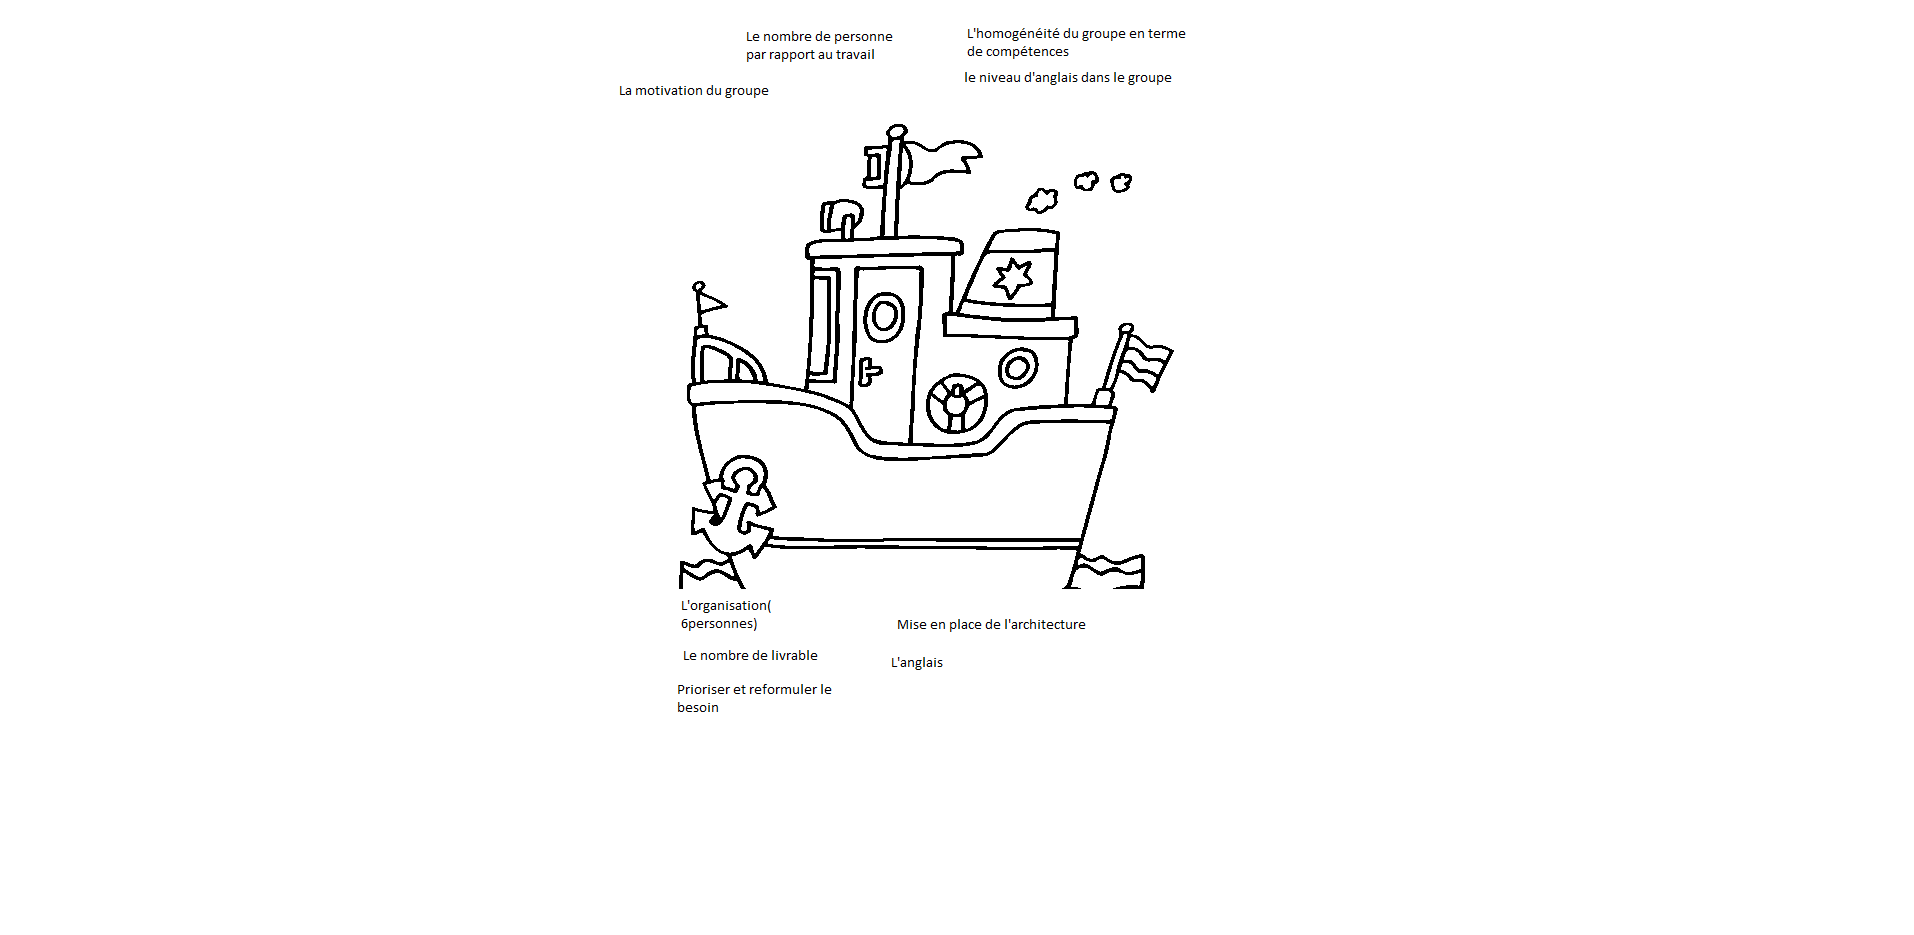 Le nombre de personne
par rapport au travail
L'homogénéité du groupe en terme
de compétences
le niveau d'anglais dans le groupe
La motivation du groupe
L'organisation(
6personnes)
Mise en place de l'architecture
Le nombre de livrable
L'anglais
Prioriser et reformuler le
besoin